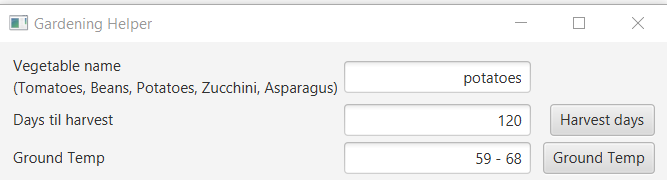 Gardening Helper
Vegetable name
(Tomatoes, Beans, Potatoes, Zucchini, Asparagus)
potatoes
Days til harvest 120 Harvest days
Ground Temp 59 - 68 Ground Temp